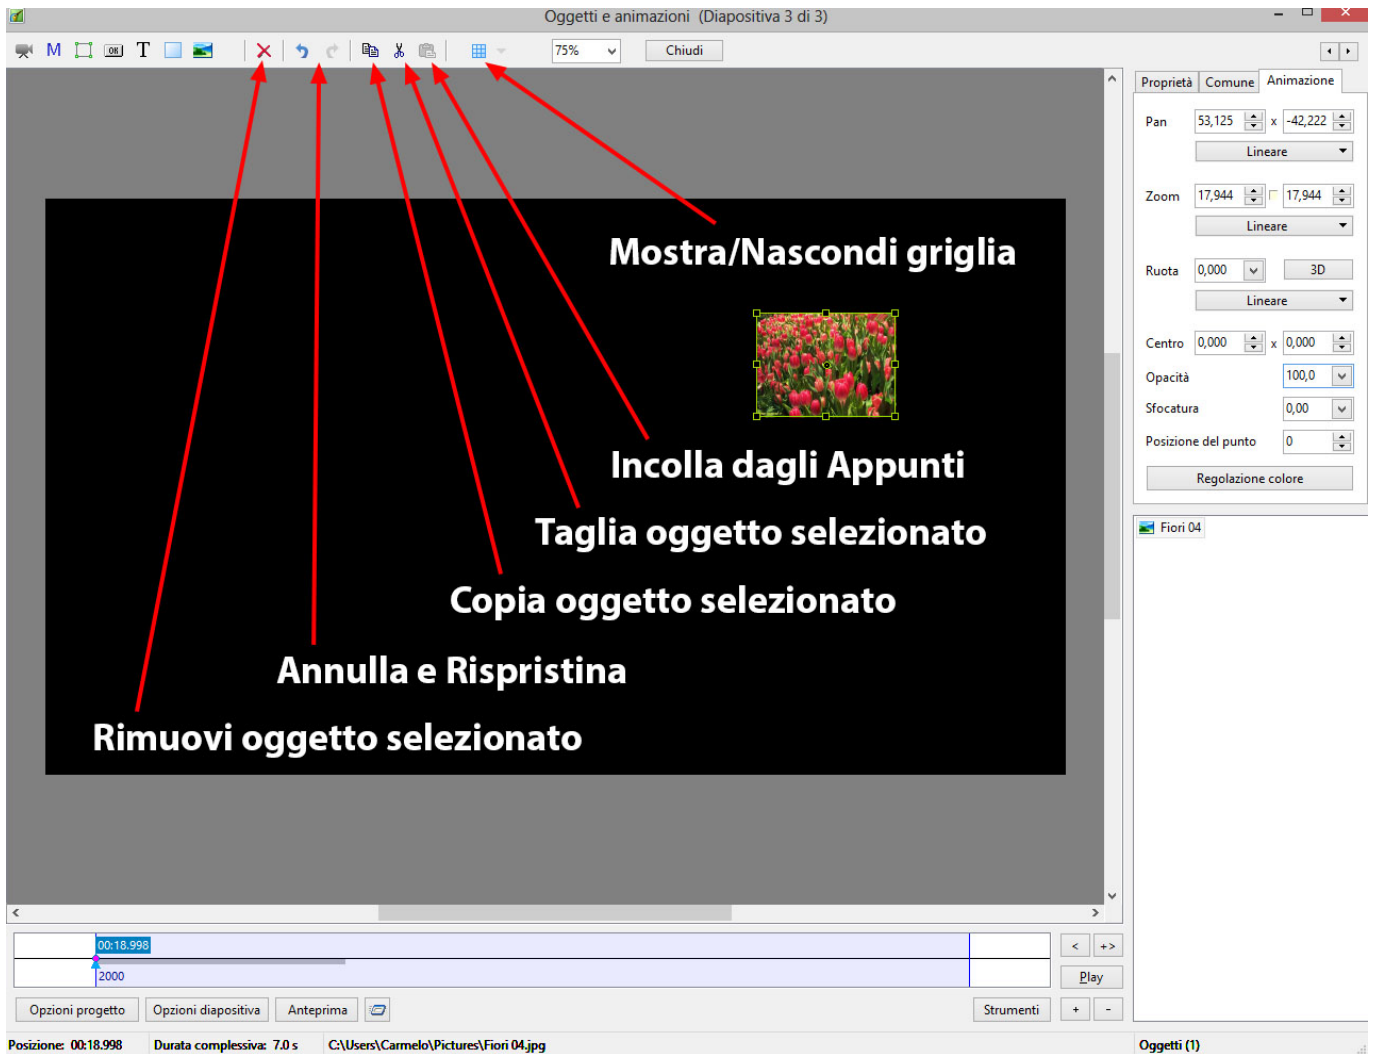 Oggetti e animazioni (Diapositiva 3 di 3)
M OK T 75% Chiudi
Proprietà Comune Animazione
Pan 53,125 x -42,222
Lineare
Zoom 17,944 17,944
Lineare
Ruota 0,000 3D
Lineare
Centro 0,000 x 0,000
Opacità 100,0
Sfocatura 0,00
Posizione del punto 0
Regolazione colore
Fiori 04
Mostra/Nascondi griglia
Incolla dagli Appunti
Taglia oggetto selezionato
Copia oggetto selezionato
Annulla e Rispristina
Rimuovi oggetto selezionato
00:18.998
2000
< +>
Play
Opzioni progetto Opzioni diapositiva Anteprima Strumenti + -
Posizione: 00:18.998 Durata complessiva: 7.0 s C:\Users\Carmelo\Pictures\Fiori 04.jpg Oggetti (1)